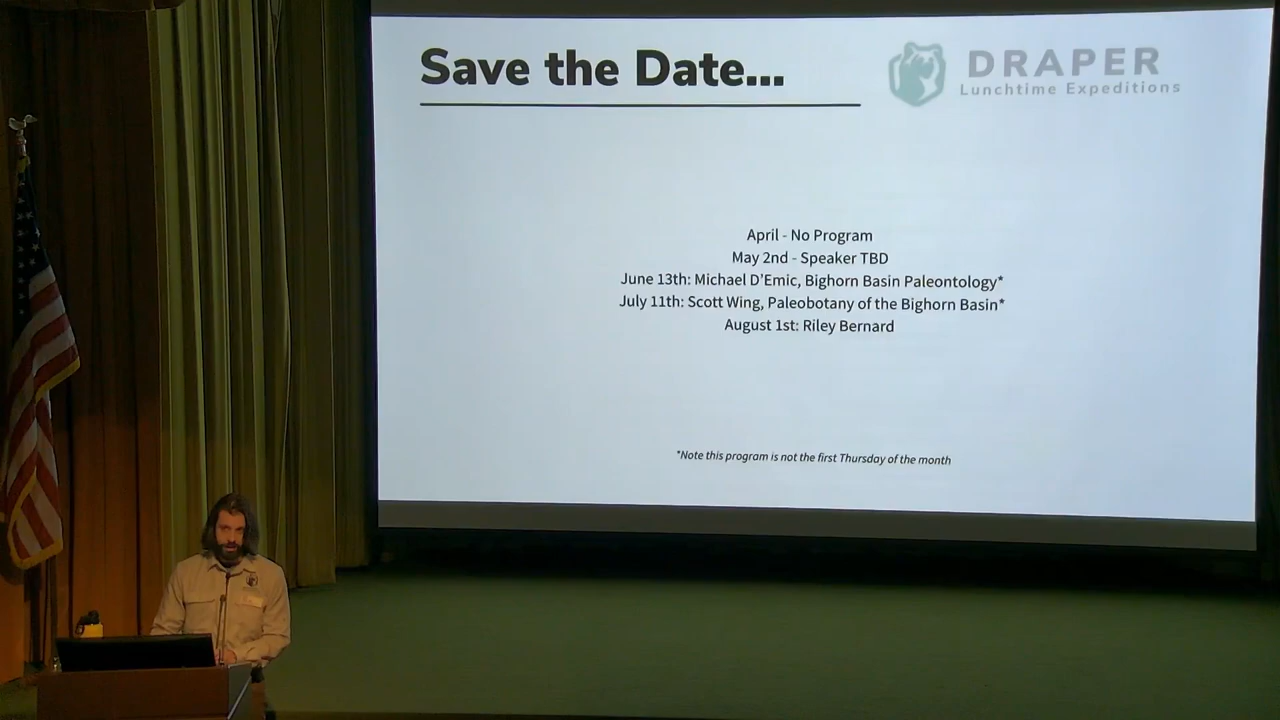 Save the Date...
DRAPER
Lunchtime Expeditions
April - No Program
May 2nd - Speaker TBD
June 13th: Michael D'Emic, Bighorn Basin Paleontology*
July 11th: Scott Wing, Paleobotany of the Bighorn Basin*
August 1st: Riley Bernard
*Note this program is not the first Thursday of the month